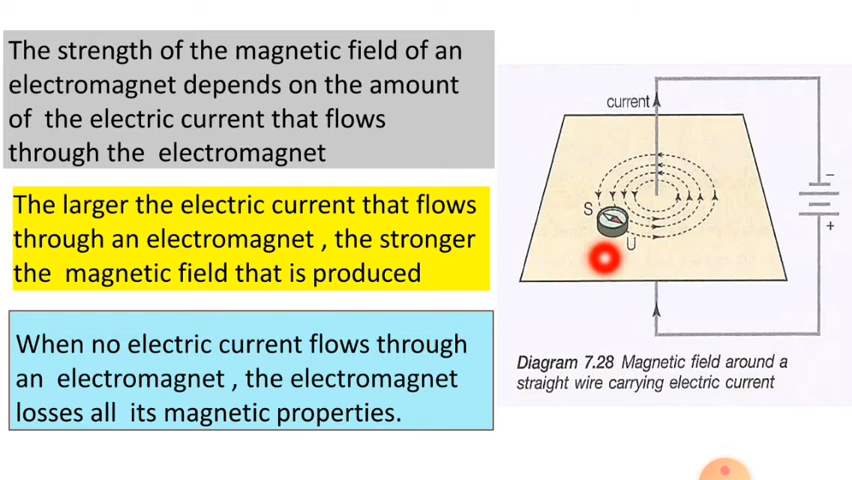 The strength of the magnetic field of an
electromagnet depends on the amount
of the electric current that flows
through the electromagnet
The larger the electric current that flows
through an electromagnet , the stronger
the magnetic field that is produced
When no electric current flows through
an electromagnet , the electromagnet
losses all its magnetic properties.
current
S
U
−
+
Diagram 7.28 Magnetic field around a
straight wire carrying electric current